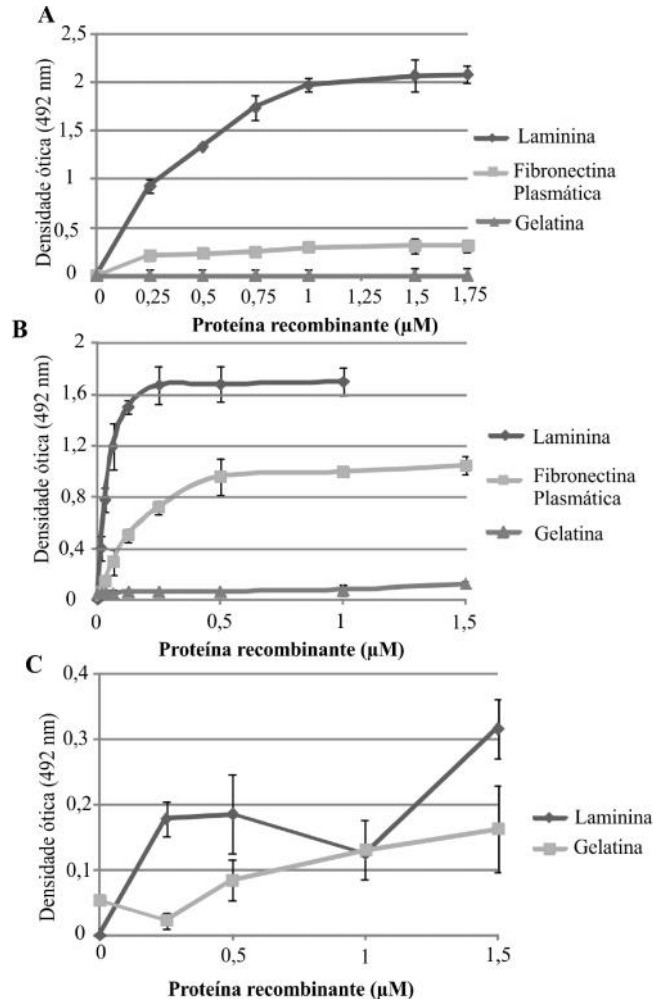 A
Densidade ótica (492 nm)
2,5
2
1,5
1
0,5
0
0
0,25
0,5
0,75
1
1,25
1,5
1,75
Proteína recombinante (µM)
Laminina
Fibronectina
Plasmática
Gelatina
B
Densidade ótica (492 nm)
2
1,6
1,2
0,8
0,4
0
0
0,5
1
1,5
Proteína recombinante (µM)
Laminina
Fibronectina
Plasmática
Gelatina
C
Densidade ótica (492 nm)
0,4
0,3
0,2
0,1
0
0
0,5
1
1,5
Proteína recombinante (µM)
Laminina
Gelatina